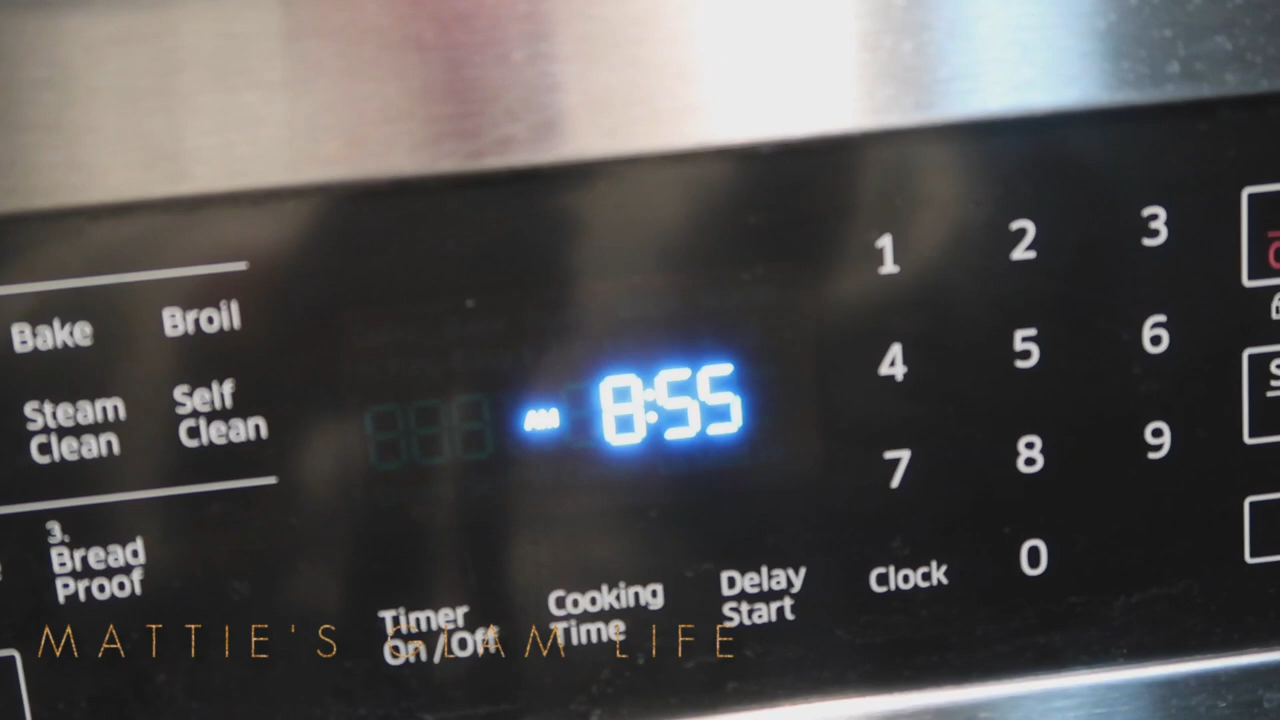 Bake
Broil
Steam
Clean
Self
Clean
3.
Bread
Proof
AM 8:55
1 2 3
4 5 6
7 8 9
0
Timer
On/Off
Cooking
Time
Delay
Start
Clock
MATTIE'S GLAM LIFE